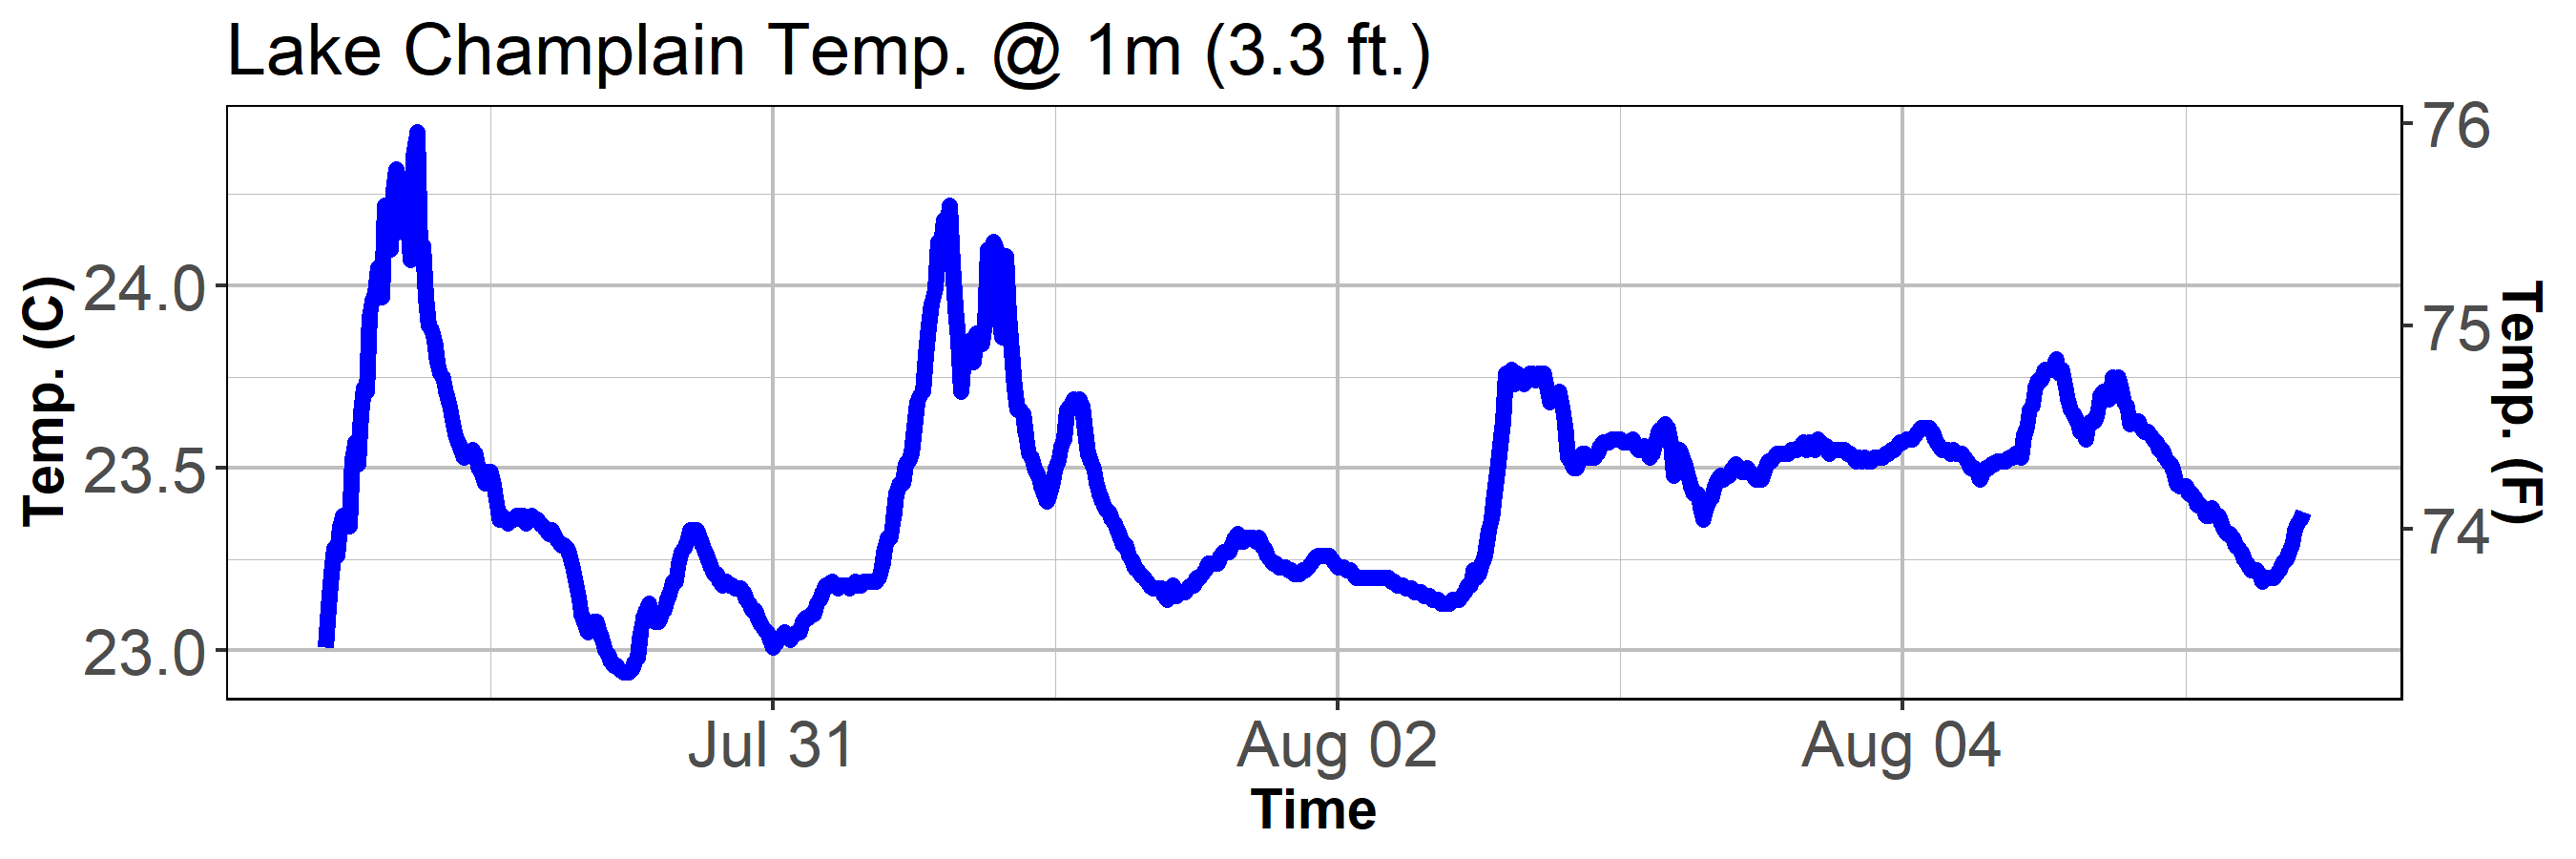 Lake Champlain Temp. @ 1m (3.3 ft.)
Temp. (C)
24.0
23.5
23.0
76
75
74
Temp. (F)
Jul 31
Aug 02
Aug 04
Time